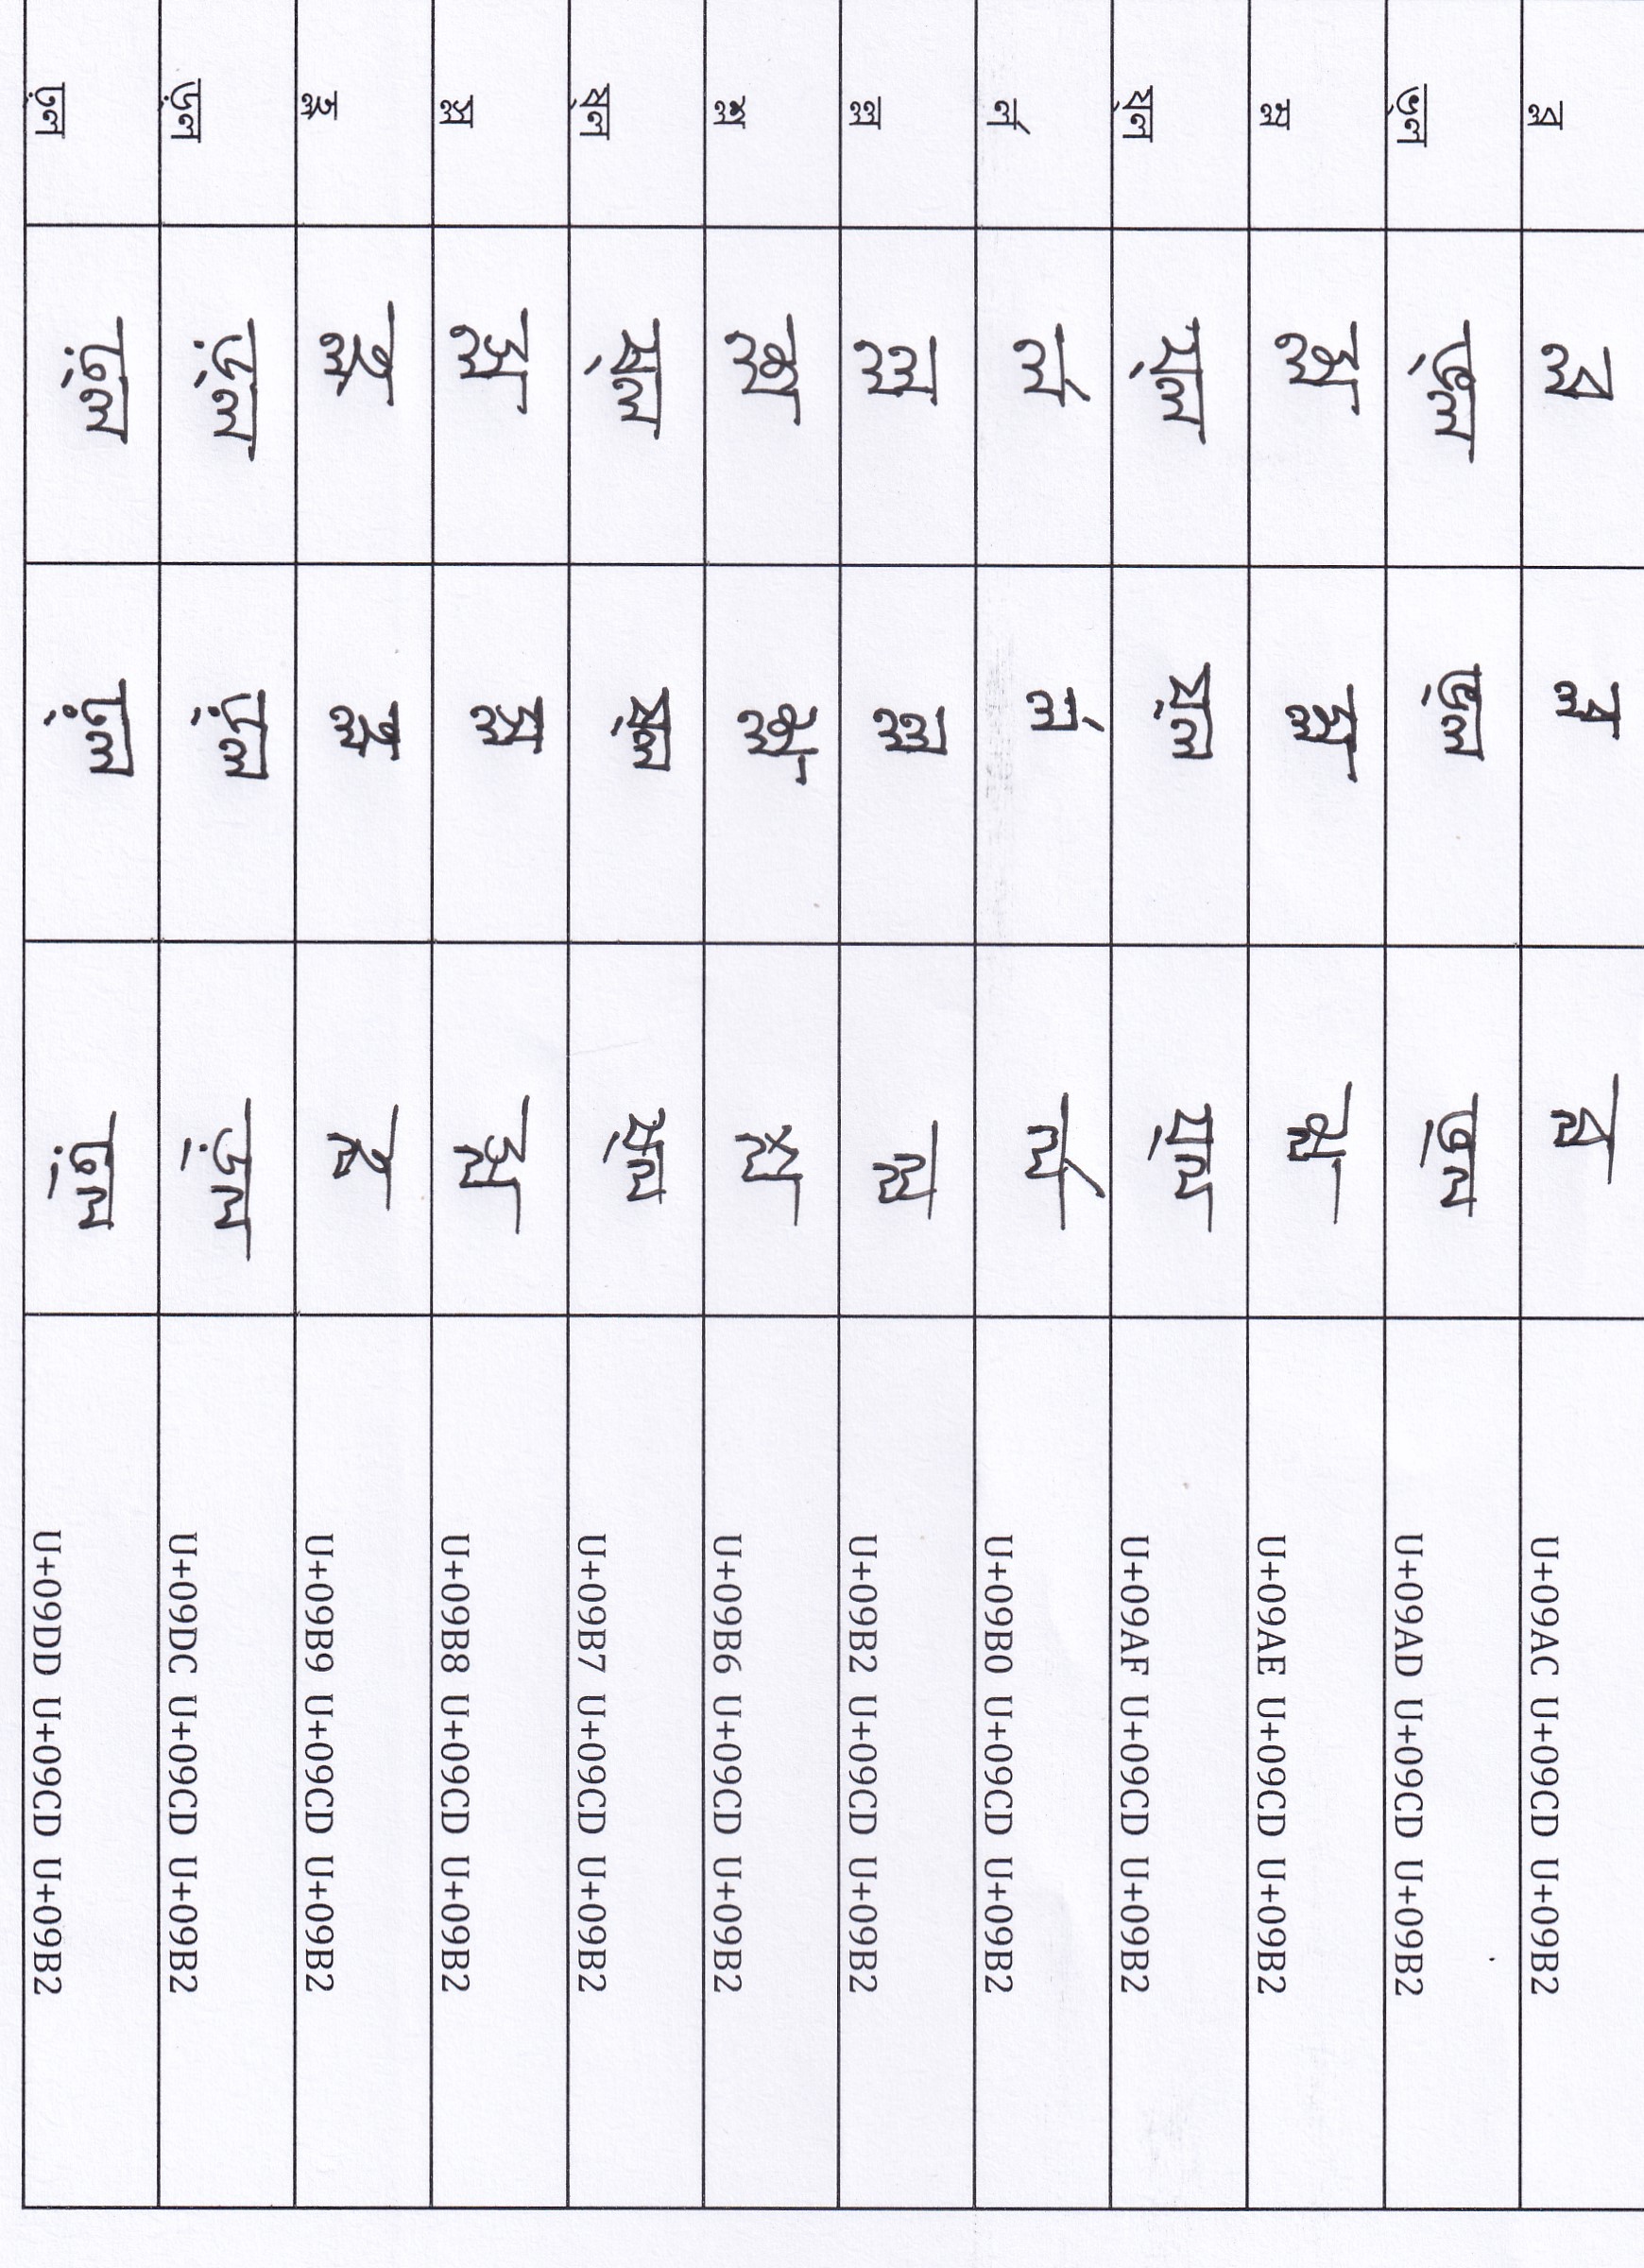 ব্ল ব্ল ব্ল ব্ল U+09AC U+09CD U+09B2
ভ্ল ভ্ল ভ্ল ভ্ল U+09AD U+09CD U+09B2
ম্ল ম্ল ম্ল ম্ল U+09AE U+09CD U+09B2
য্ল য্ল য্ল য্ল U+09AF U+09CD U+09B2
র্ল র্ল র্ল র্ল U+09B0 U+09CD U+09B2
ল্ল ল্ল ল্ল ল্ল U+09B2 U+09CD U+09B2
শ্ল শ্ল শ্ল শ্ল U+09B6 U+09CD U+09B2
ষ্ল ষ্ল ষ্ল ষ্ল U+09B7 U+09CD U+09B2
স্ল স্ল স্ল স্ল U+09B8 U+09CD U+09B2
হ্ল হ্ল হ্ল হ্ল U+09B9 U+09CD U+09B2
ড়্ল ড়্ল ড়্ল ড়্ল U+09DC U+09CD U+09B2
ঢ়্ল ঢ়্ল ঢ়্ল ঢ়্ল U+09DD U+09CD U+09B2